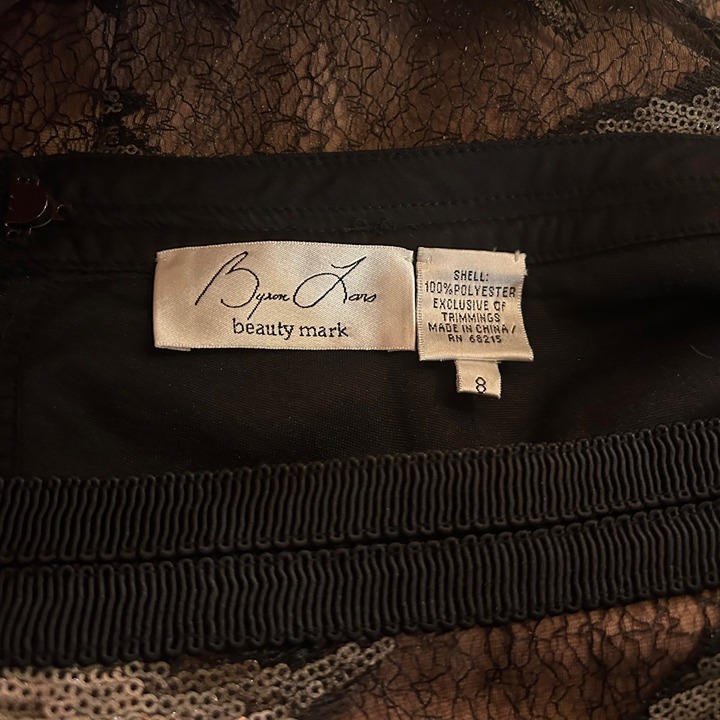 Byron Lars
beauty mark
SHELL:
100%POLYESTER
EXCLUSIVE OF
TRIMMINGS
MADE IN CHINA/
RN 68215
8